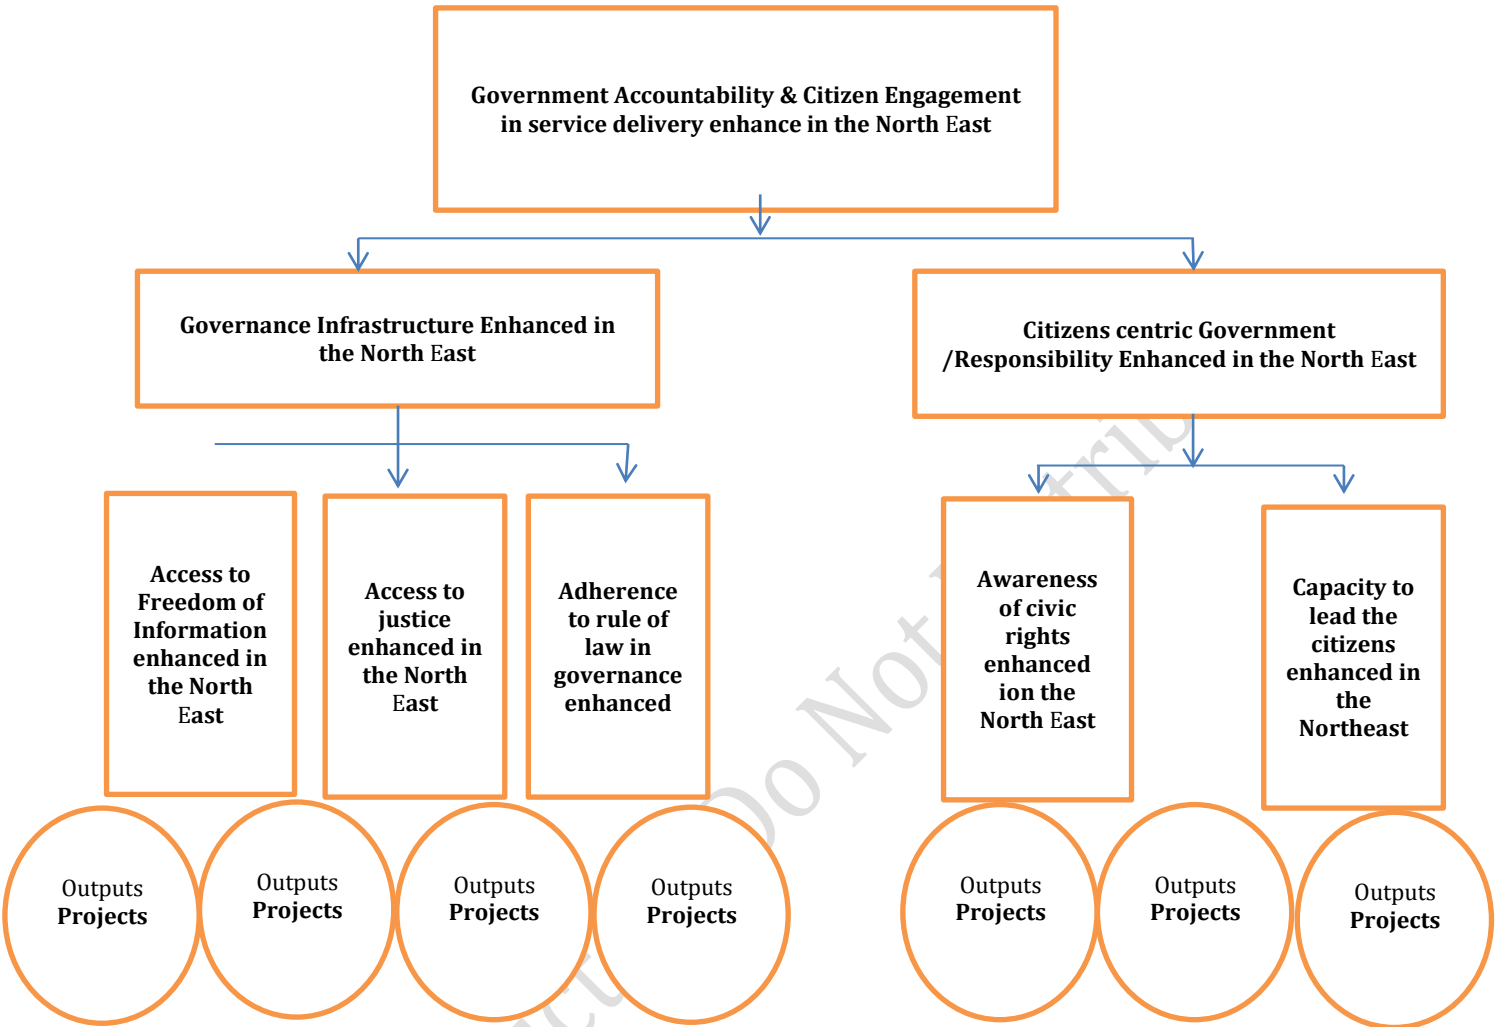 Government Accountability & Citizen Engagement
in service delivery enhance in the North East
Governance Infrastructure Enhanced in
the North East
Citizens centric Government
/Responsibility Enhanced in the North East
Access to
Freedom of
Information
enhanced in
the North
East
Access to
justice
enhanced in
the North
East
Adherence
to rule of
law in
governance
enhanced
Awareness
of civic
rights
enhanced
ion the
North East
Capacity to
lead the
citizens
enhanced in
the
Northeast
Outputs
Projects
Outputs
Projects
Outputs
Projects
Outputs
Projects
Outputs
Projects
Outputs
Projects
Outputs
Projects
Do Not